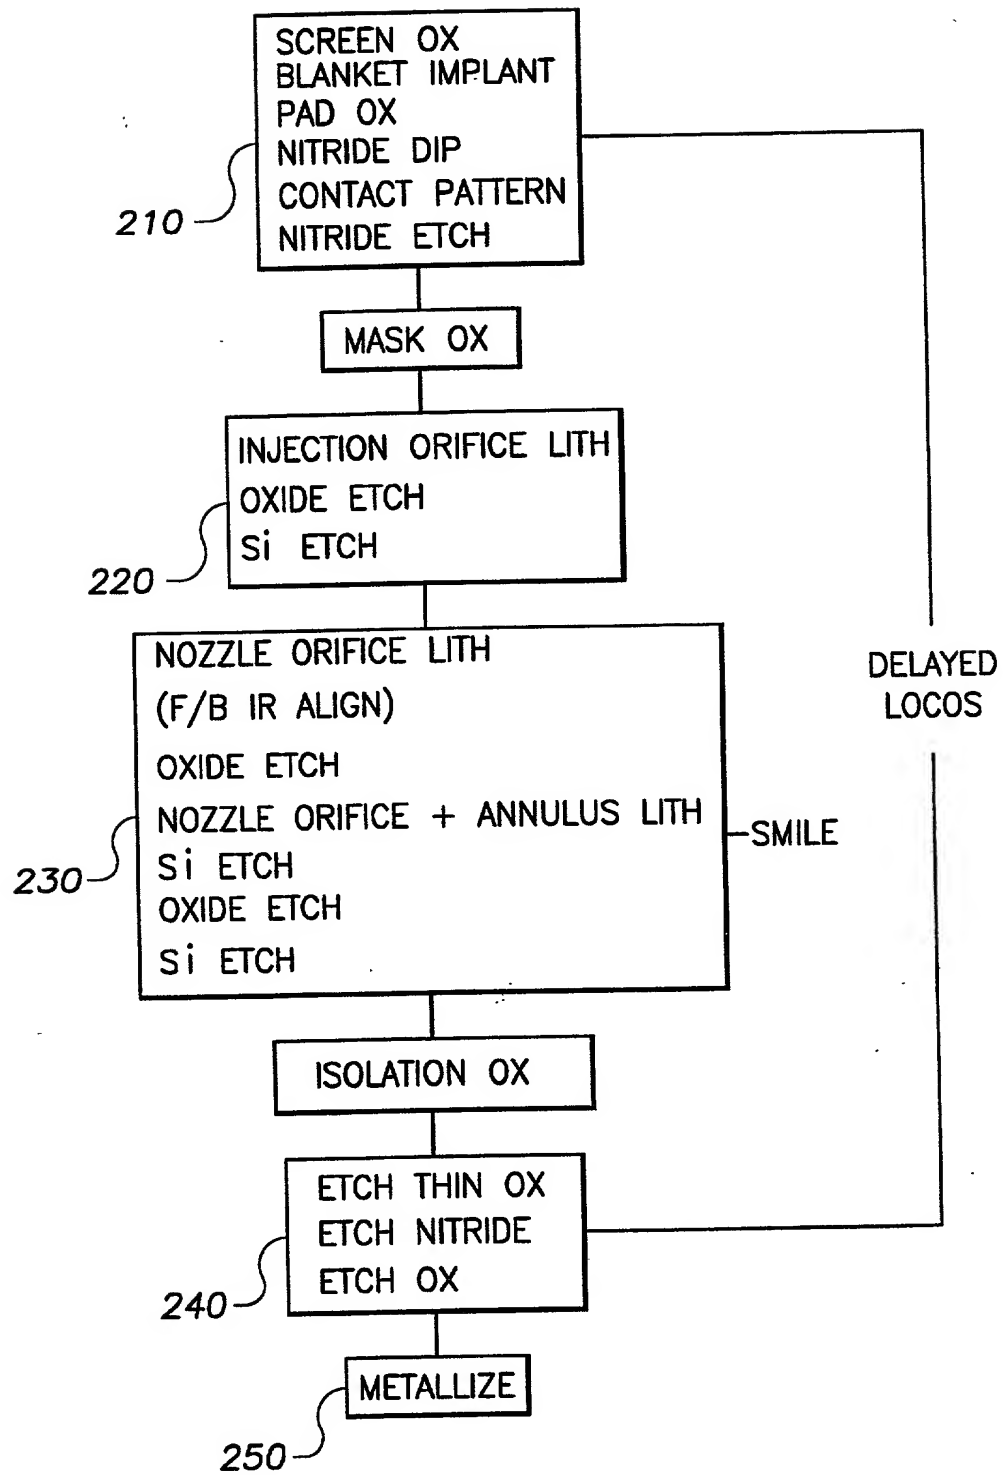 SCREEN OX
BLANKET IMPLANT
PAD OX
NITRIDE DIP
CONTACT PATTERN
NITRIDE ETCH
210
MASK OX
INJECTION ORIFICE LITH
OXIDE ETCH
Si ETCH
220
NOZZLE ORIFICE LITH
(F/B IR ALIGN)
OXIDE ETCH
NOZZLE ORIFICE + ANNULUS LITH
Si ETCH
OXIDE ETCH
Si ETCH
230
SMILE
DELAYED
LOCOS
ISOLATION OX
ETCH THIN OX
ETCH NITRIDE
ETCH OX
240
METALLIZE
250